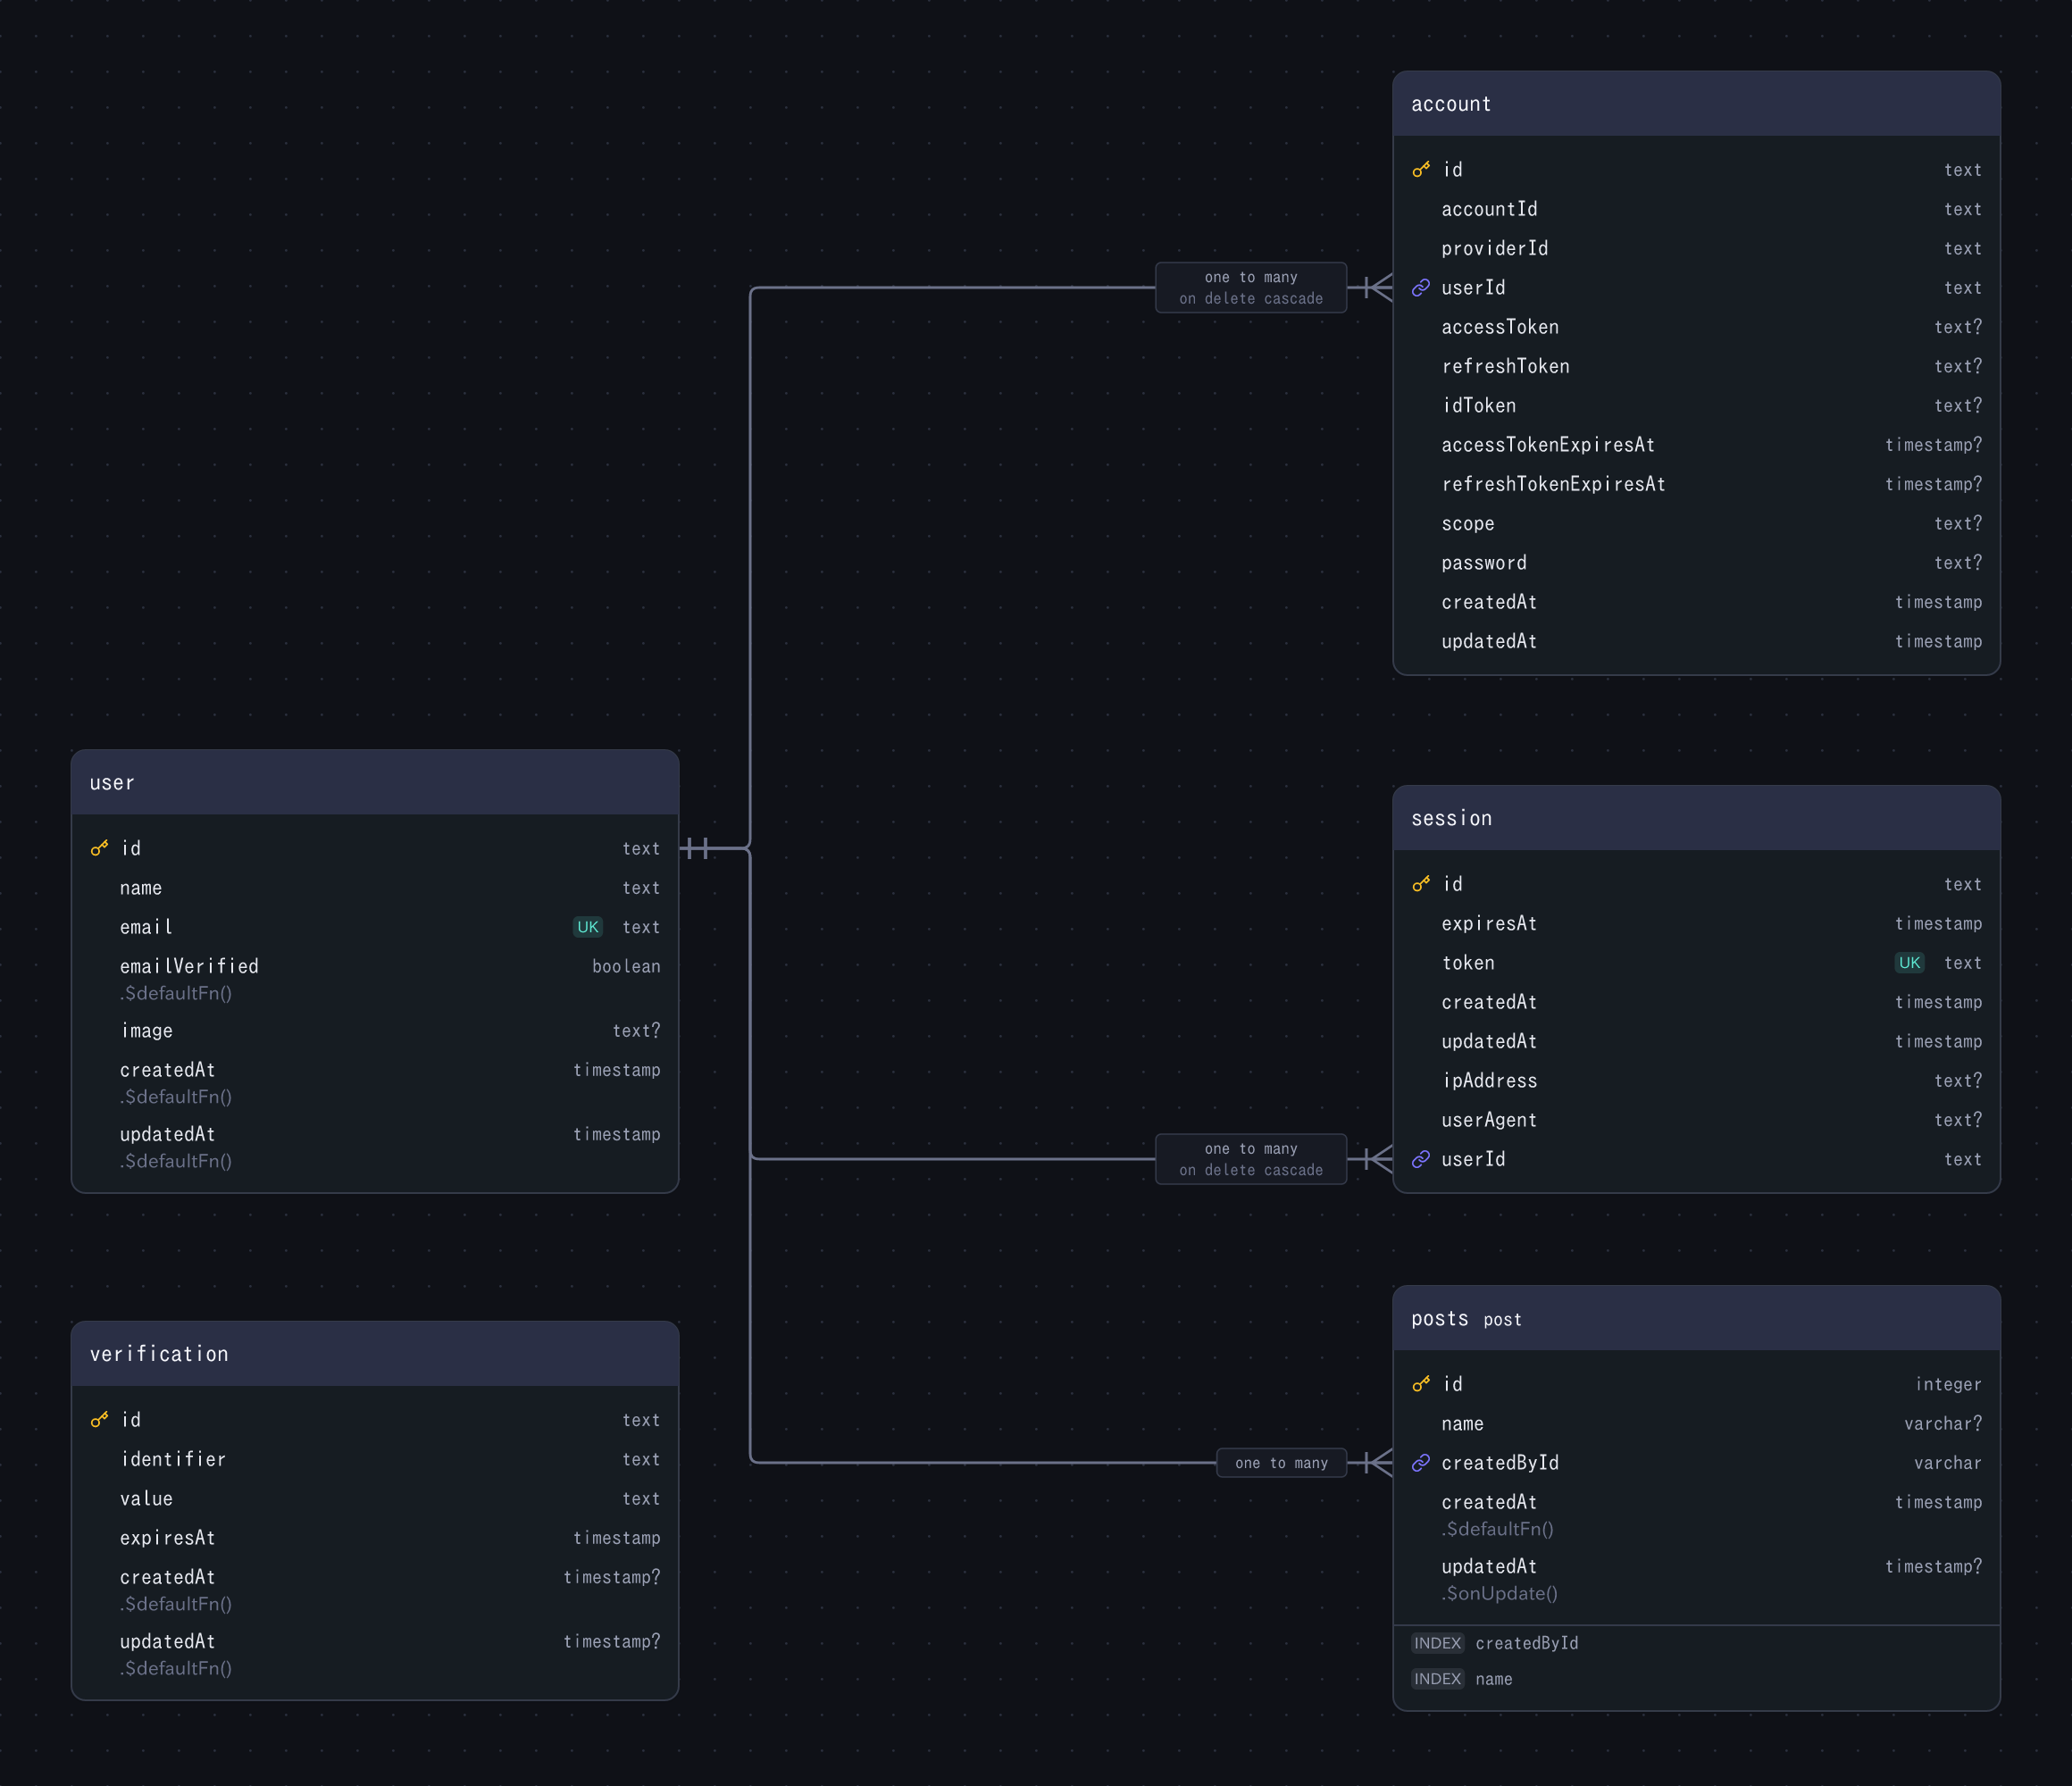 account
id text
accountId text
providerId text
userId text
accessToken text?
refreshToken text?
idToken text?
accessTokenExpiresAt timestamp?
refreshTokenExpiresAt timestamp?
scope text?
password text?
createdAt timestamp
updatedAt timestamp
one to many
on delete cascade
user
id text
name text
email UK text
emailVerified boolean
.$defaultFn()
image text?
createdAt timestamp
.$defaultFn()
updatedAt timestamp
.$defaultFn()
session
id text
expiresAt timestamp
token UK text
createdAt timestamp
updatedAt timestamp
ipAddress text?
userAgent text?
userId text
one to many
on delete cascade
verification
id text
identifier text
value text
expiresAt timestamp
createdAt timestamp?
.$defaultFn()
updatedAt timestamp?
.$defaultFn()
posts post
id integer
name varchar?
createdById varchar
createdAt timestamp
.$defaultFn()
updatedAt timestamp?
.$onUpdate()
INDEX createdById
INDEX name
one to many